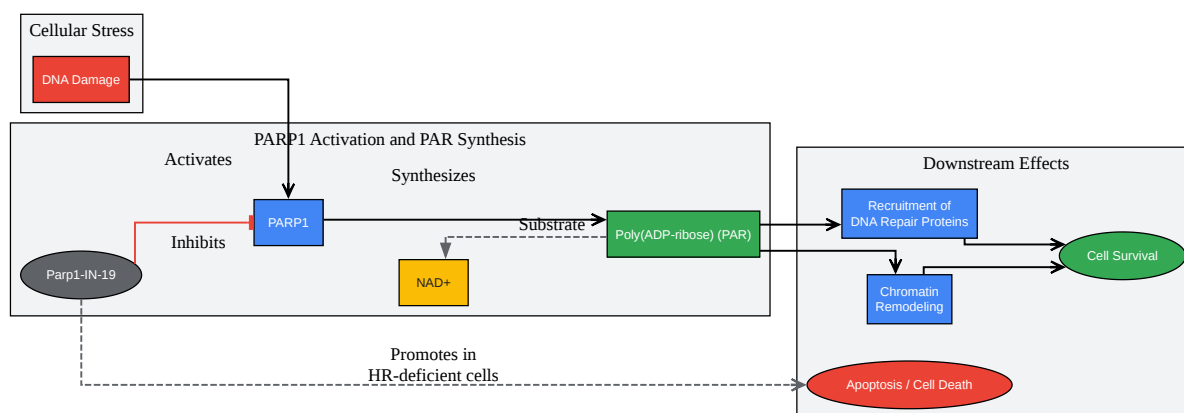 Cellular Stress
DNA Damage
PARP1 Activation and PAR Synthesis
Activates
Synthesizes
PARP1
Inhibits
Substrate
Poly(ADP-ribose) (PAR)
Parp1-IN-19
NAD+
Downstream Effects
Recruitment of
DNA Repair Proteins
Cell Survival
Chromatin
Remodeling
Promotes in
HR-deficient cells
Apoptosis / Cell Death